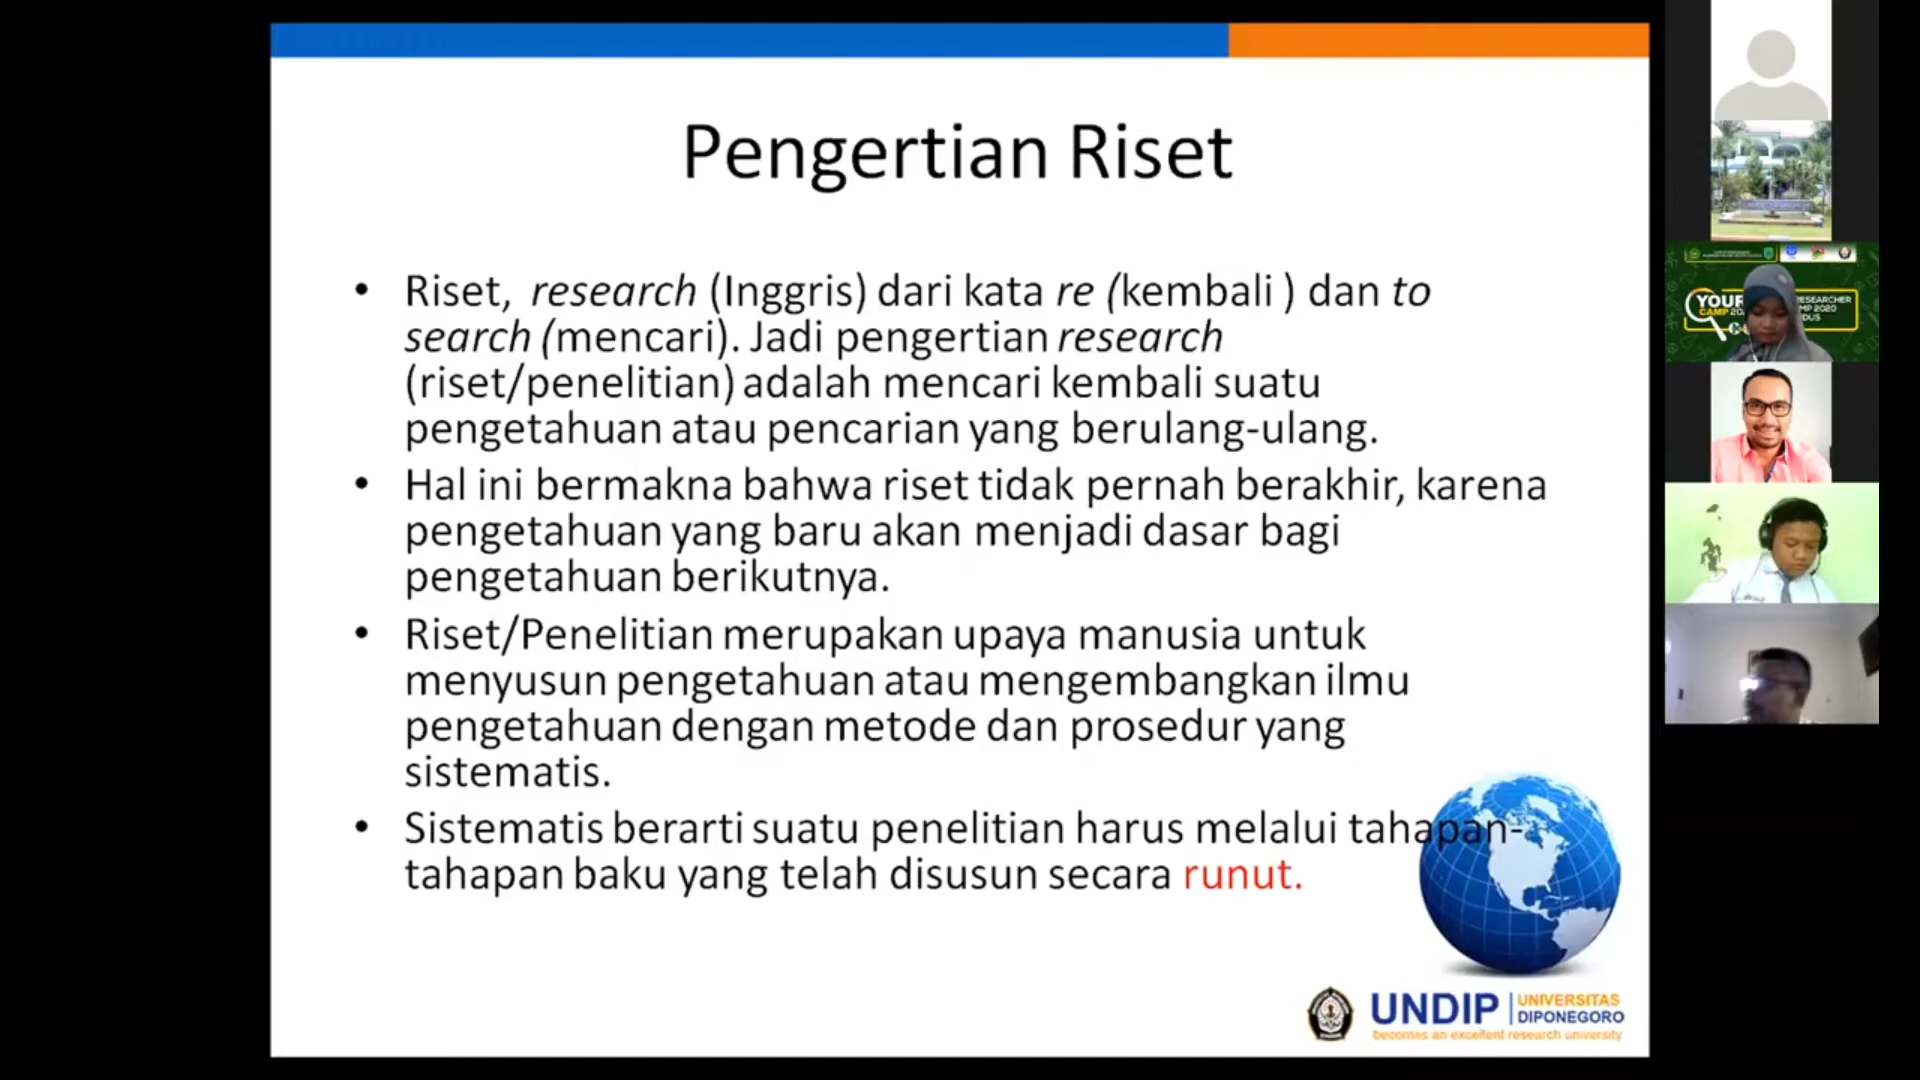 Pengertian Riset
• Riset, research (Inggris) dari kata re (kembali ) dan to
search (mencari). Jadi pengertian research
(riset/penelitian) adalah mencari kembali suatu
pengetahuan atau pencarian yang berulang-ulang.
• Hal ini bermakna bahwa riset tidak pernah berakhir, karena
pengetahuan yang baru akan menjadi dasar bagi
pengetahuan berikutnya.
• Riset/Penelitian merupakan upaya manusia untuk
menyusun pengetahuan atau mengembangkan ilmu
pengetahuan dengan metode dan prosedur yang
sistematis.
• Sistematis berarti suatu penelitian harus melalui tahapan-
tahapan baku yang telah disusun secara runut.
UNDIP
UNIVERSITAS
DIPONEGORO
becomes an excellent research university
YOUR
CAMP
RESEARCHER
2020